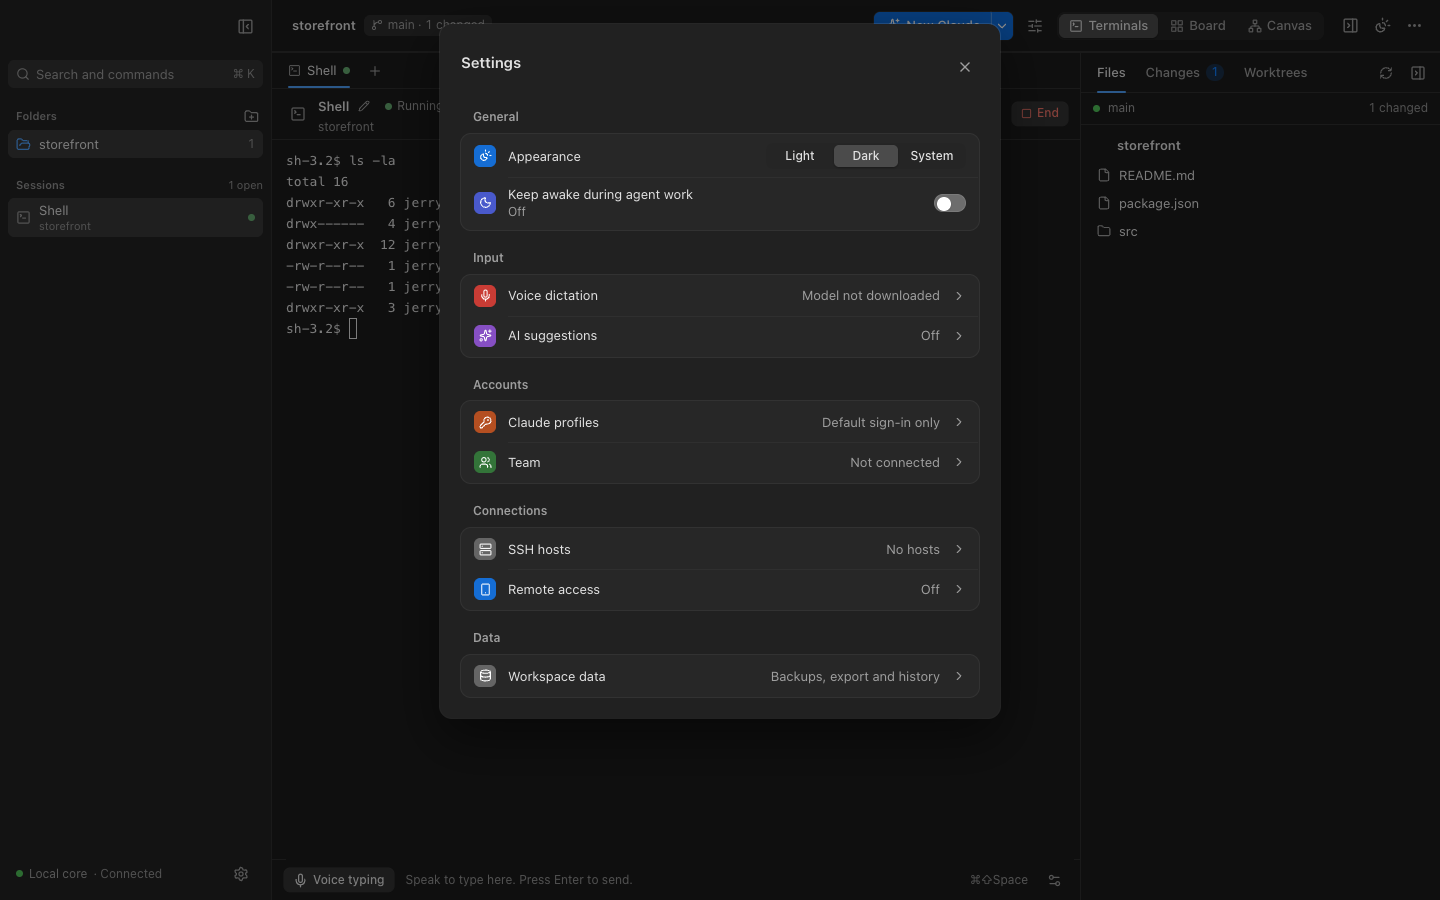 storefront
main · 1 changed
New Claude
Terminals
Board
Canvas
Search and commands
⌘ K
Folders
storefront
1
Sessions
1 open
Shell
storefront
Shell
Shell
Running
storefront
End
sh-3.2$ ls -la
total 16
drwxr-xr-x 6 jerry
drwx------ 4 jerry
drwxr-xr-x 12 jerry
-rw-r--r-- 1 jerry
-rw-r--r-- 1 jerry
drwxr-xr-x 3 jerry
sh-3.2$
Settings
General
Appearance
Light
Dark
System
Keep awake during agent work
Off
Input
Voice dictation
Model not downloaded
AI suggestions
Off
Accounts
Claude profiles
Default sign-in only
Team
Not connected
Connections
SSH hosts
No hosts
Remote access
Off
Data
Workspace data
Backups, export and history
Files
Changes
1
Worktrees
main
1 changed
storefront
README.md
package.json
src
Local core · Connected
Voice typing
Speak to type here. Press Enter to send.
⌘⇧Space